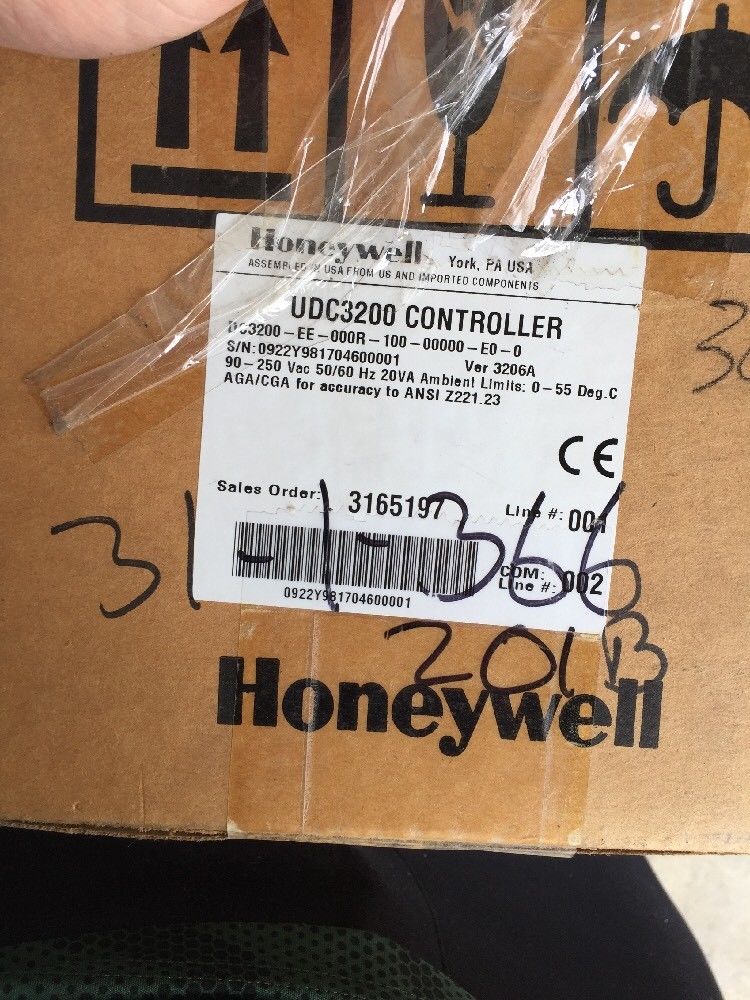 Honeywell York, PA USA
ASSEMBLED IN USA FROM US AND IMPORTED COMPONENTS
UDC3200 CONTROLLER
DC3200-EE-000R-100-00000-E0-0
S/N: 0922Y981704600001 Ver 3206A
90-250 Vac 50/60 Hz 20VA Ambient Limits: 0-55 Deg.C
AGA/CGA for accuracy to ANSI Z221.23
CE
Sales Order: 3165197 Line #: 001
COM: 002
Line #:
0922Y981704600001
31-1-366
201B
Honeywell